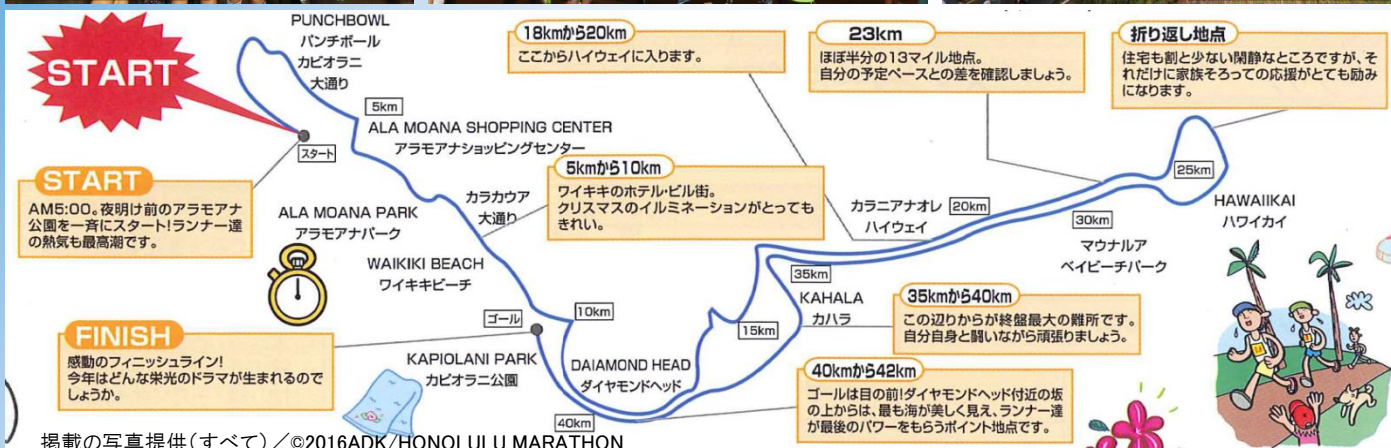 PUNCHBOWL
パンチボール
カピオラニ
大通り
START
スタート
START
AM5:00。夜明け前のアラモアナ
公園を一斉にスタート!ランナー達
の熱気も最高潮です。
5km
ALA MOANA SHOPPING CENTER
アラモアナショッピングセンター
ALA MOANA PARK
アラモアナパーク
カラカウア
大通り
5kmから10km
ワイキキのホテル・ビル街。
クリスマスのイルミネーションがとっても
きれい。
WAIKIKI BEACH
ワイキキビーチ
FINISH
感動のフィニッシュライン!
今年はどんな栄光のドラマが生まれるので
しょうか。
ゴール
KAPIOLANI PARK
カピオラニ公園
10km
DAIAMOND HEAD
ダイヤモンドヘッド
40km
15km
18kmから20km
ここからハイウェイに入ります。
23km
ほぼ半分の13マイル地点。
自分の予定ペースとの差を確認しましょう。
折り返し地点
住宅も割と少ない閑静なところですが、そ
れだけに家族そろっての応援がとても励み
になります。
カラニアナオレ
ハイウェイ
20km
25km
HAWAIIKAI
ハワイカイ
30km
マウナルア
ベイビーチパーク
35km
KAHALA
カハラ
35kmから40km
この辺りからが終盤最大の難所です。
自分自身と闘いながら頑張りましょう。
40kmから42km
ゴールは目の前!ダイヤモンドヘッド付近の坂
の上からは、最も海が美しく見え、ランナー達
が最後のパワーをもらうポイント地点です。
掲載の写真提供(すべて)／©2016ADK/HONOLULU MARATHON